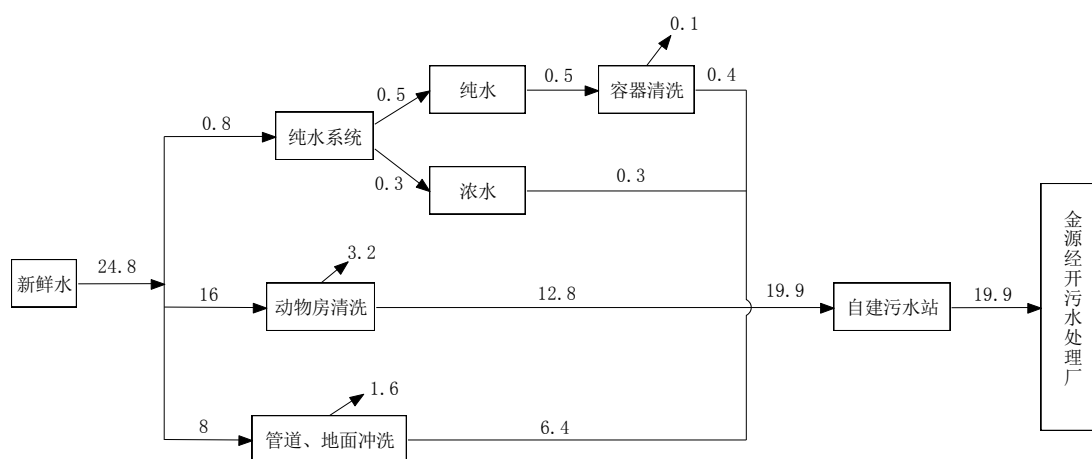 0.1
纯水
0.5
容器清洗
0.4
0.5
0.8
纯水系统
0.3
浓水
0.3
新鲜水
24.8
3.2
16
动物房清洗
12.8
19.9
自建污水站
19.9
金源经开污水处理厂
1.6
8
管道、地面冲洗
6.4